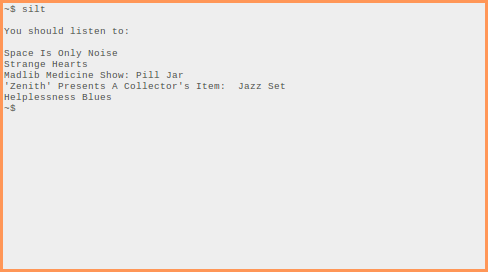 ~$ silt
You should listen to:
Space Is Only Noise
Strange Hearts
Madlib Medicine Show: Pill Jar
'Zenith' Presents A Collector's Item:  Jazz Set
Helplessness Blues
~$